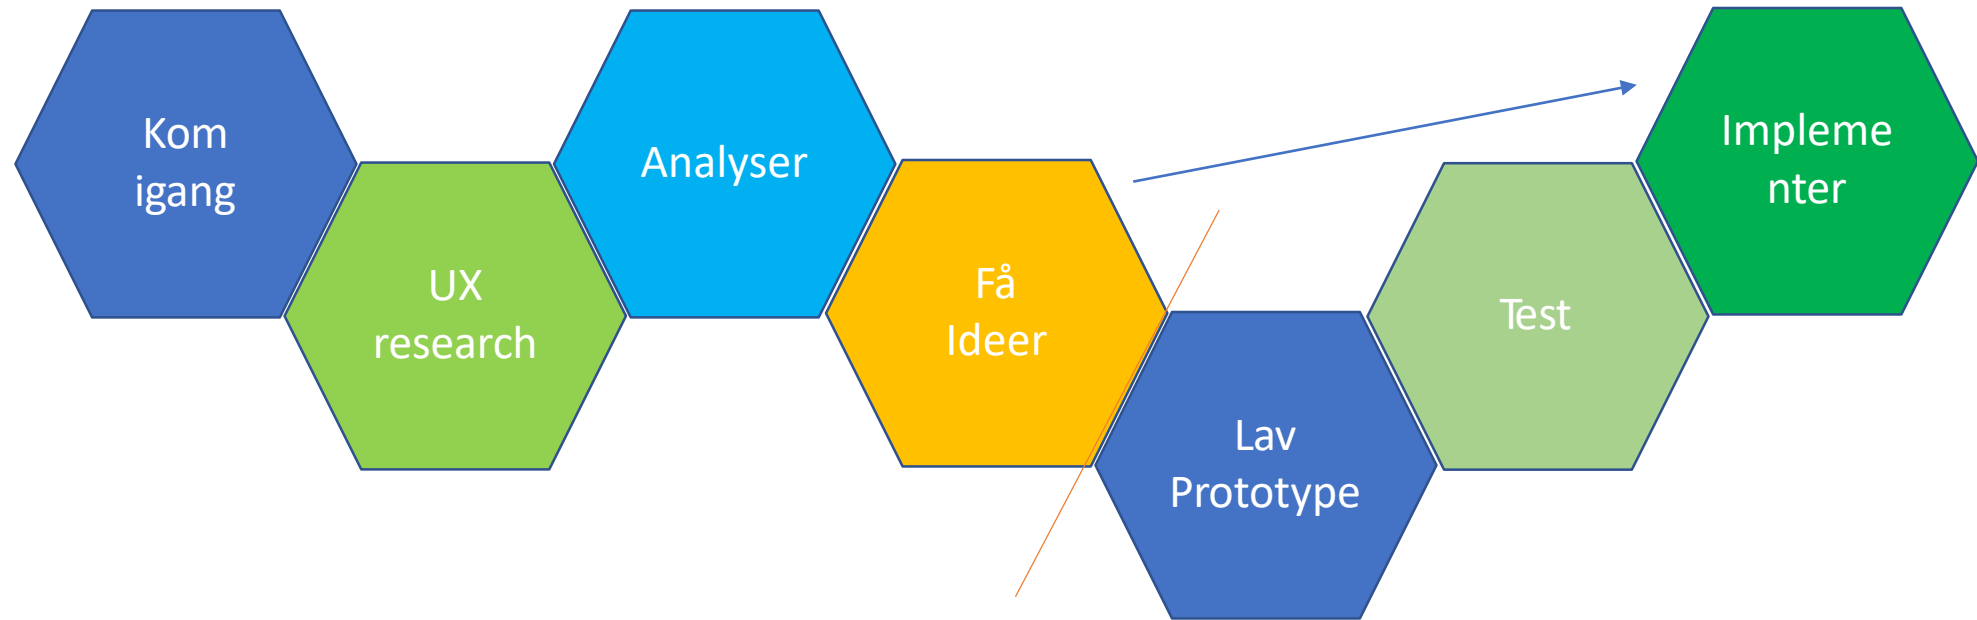 Kom
igang
UX
research
Analyser
Få
Ideer
Lav
Prototype
Test
Impleme
nter